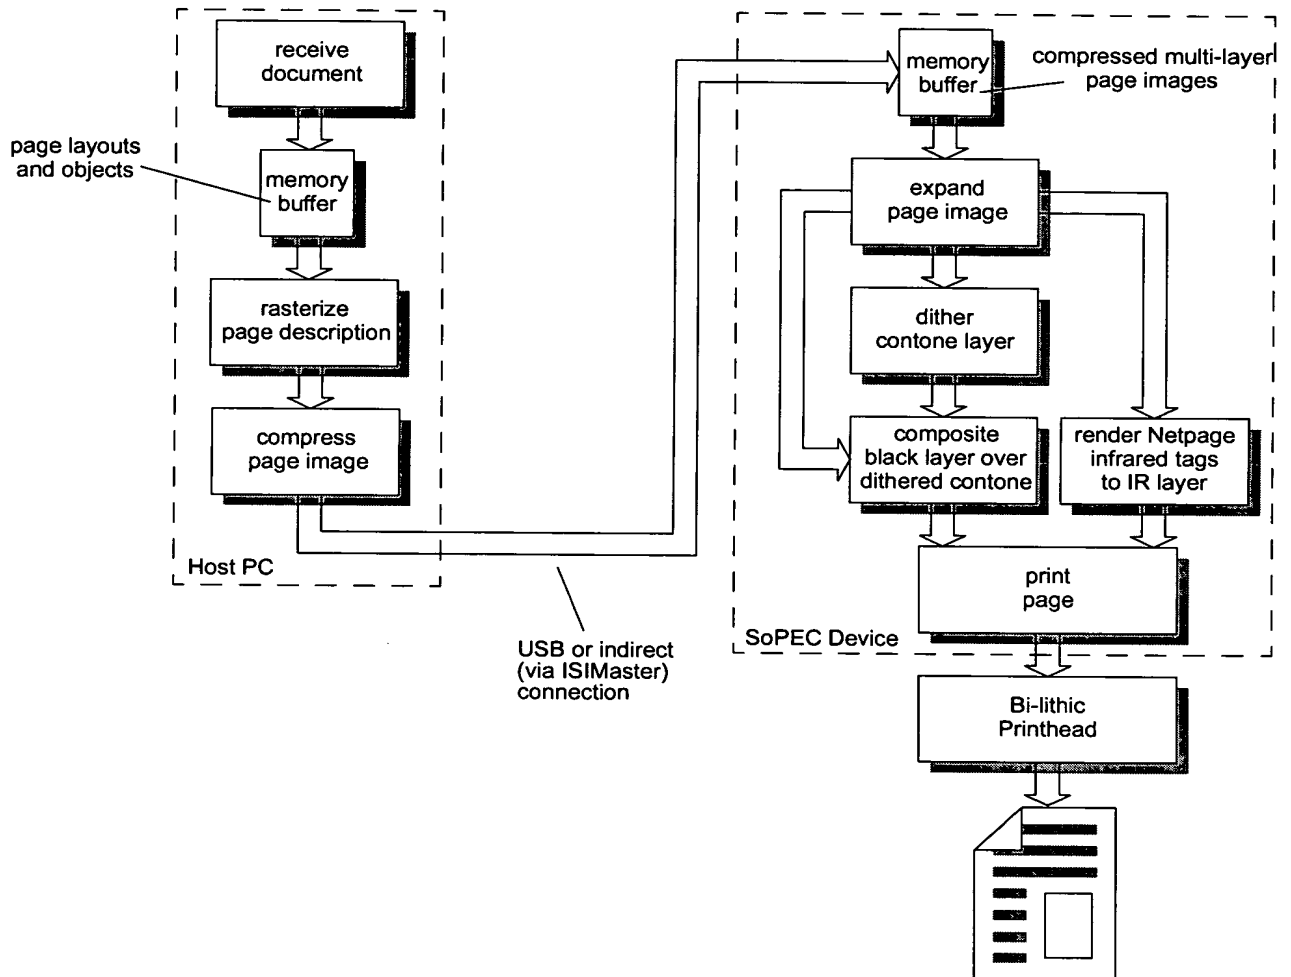 receive
document
page layouts
and objects
memory
buffer
rasterize
page description
compress
page image
Host PC
USB or indirect
(via ISIMaster)
connection
memory
buffer
compressed multi-layer
page images
expand
page image
dither
contone layer
composite
black layer over
dithered contone
render Netpage
infrared tags
to IR layer
print
page
SoPEC Device
Bi-lithic
Printhead